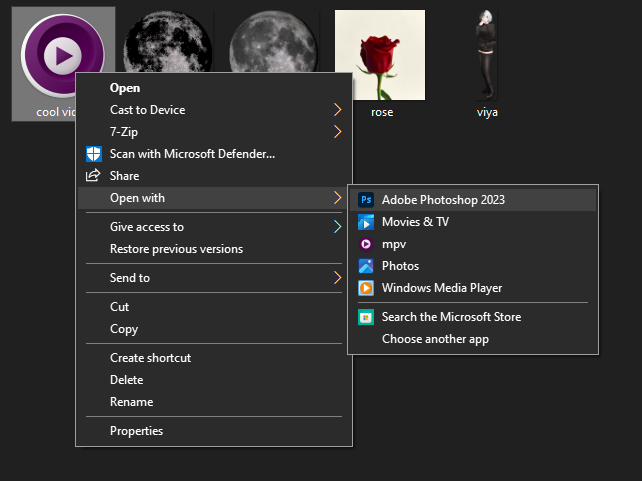 cool vid
rose
viya
Open
Cast to Device
7-Zip
Scan with Microsoft Defender...
Share
Open with
Give access to
Restore previous versions
Send to
Cut
Copy
Create shortcut
Delete
Rename
Properties
Ps
Adobe Photoshop 2023
Movies & TV
mpv
Photos
Windows Media Player
Search the Microsoft Store
Choose another app